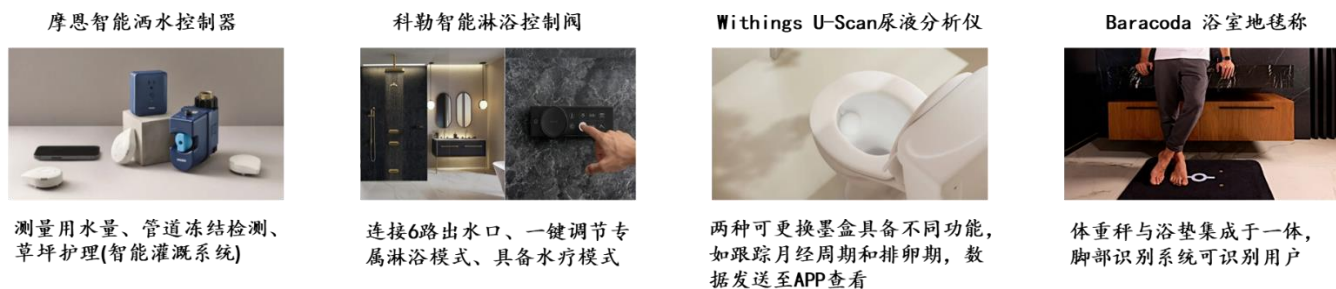 摩恩智能洒水控制器
科勒智能淋浴控制阀
Withings U-Scan尿液分析仪
Baracoda 浴室地毯称
测量用水量、管道冻结检测、
草坪护理(智能灌溉系统)
连接6路出水口、一键调节专
属淋浴模式、具备水疗模式
两种可更换墨盒具备不同功能,
如跟踪月经周期和排卵期, 数
据发送至APP查看
体重秤与浴垫集成于一体,
脚部识别系统可识别用户